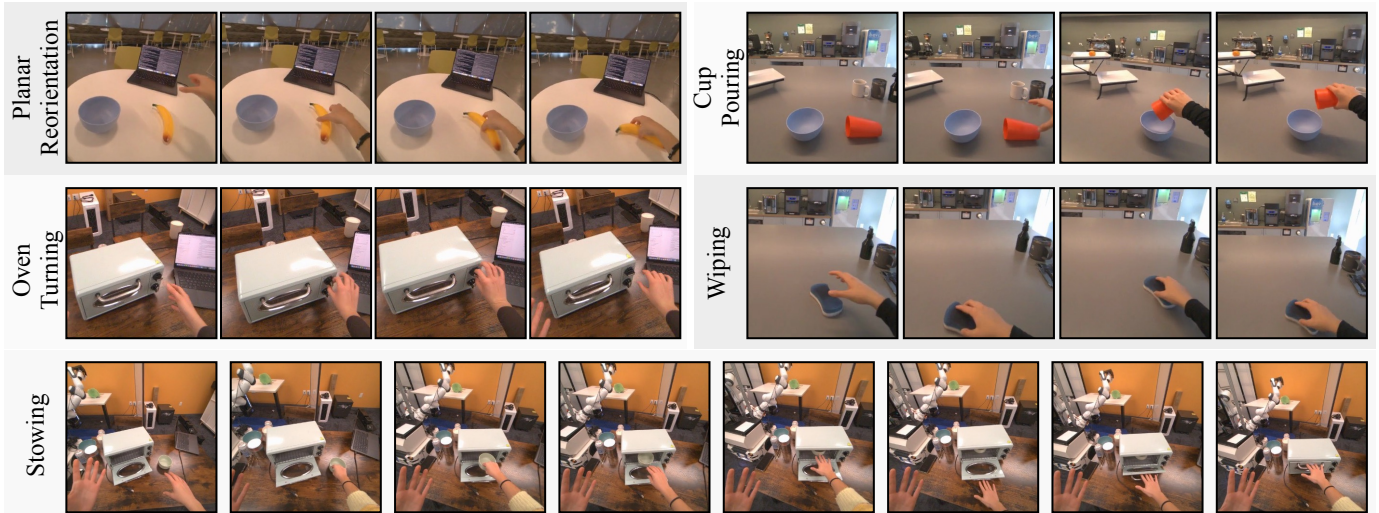 Planar
Reorientation
Cup
Pouring
Oven
Turning
Wiping
Stowing